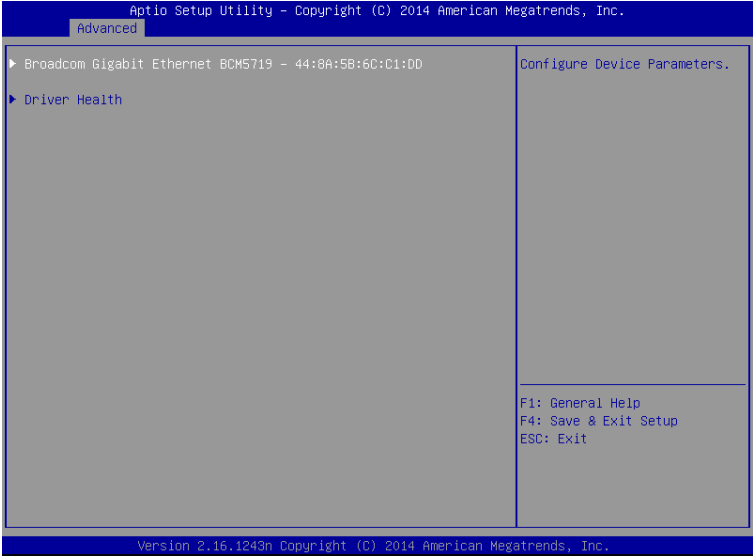 Aptio Setup Utility – Copyright (C) 2014 American Megatrends, Inc.
Advanced
Broadcom Gigabit Ethernet BCM5719 – 44:8A:5B:6C:C1:DD
Driver Health
Configure Device Parameters.
F1: General Help
F4: Save & Exit Setup
ESC: Exit
Version 2.16.1243n Copyright (C) 2014 American Megatrends, Inc.